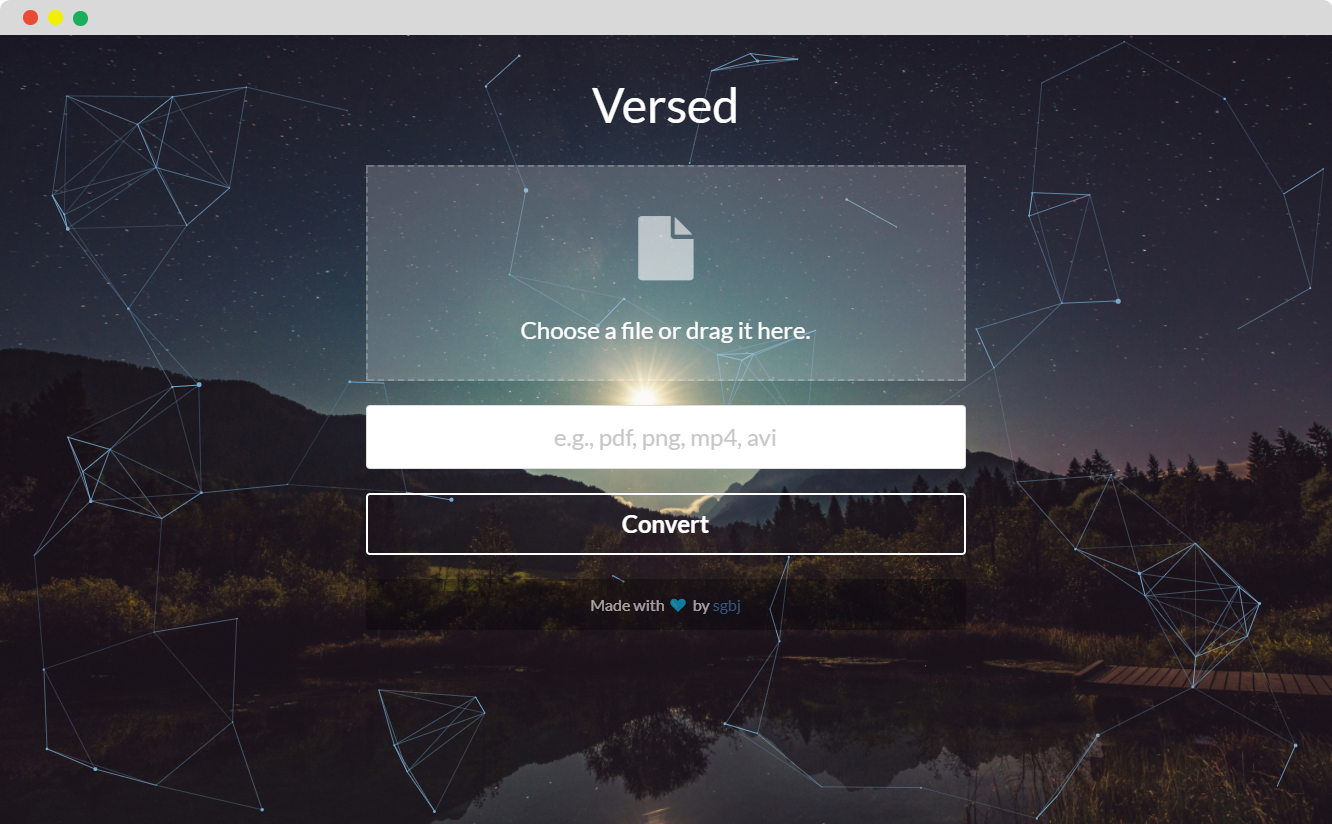 Versed
Choose a file or drag it here.
e.g., pdf, png, mp4, avi
Convert
Made with by sgbj